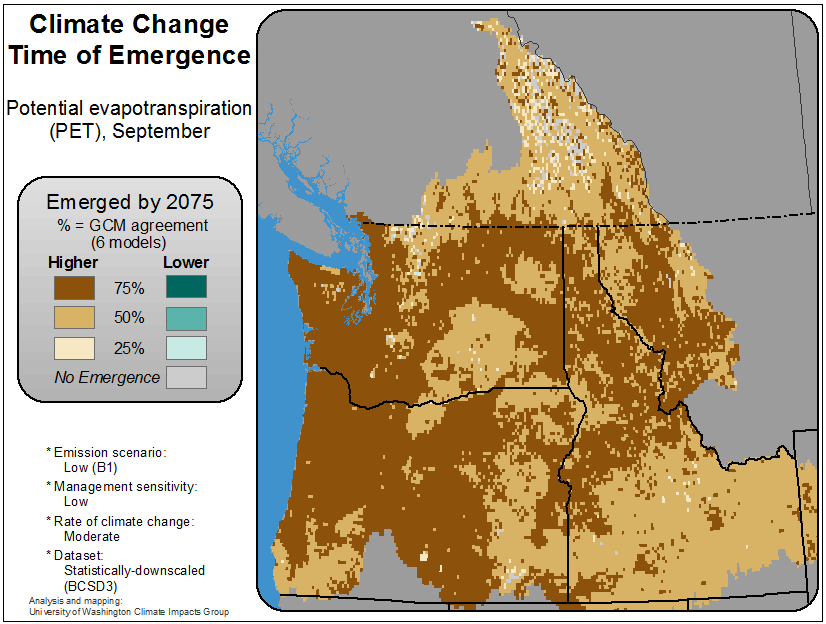 Climate Change
Time of Emergence
Potential evapotranspiration
(PET), September
Emerged by 2075
% = GCM agreement
(6 models)
Higher Lower
75%
50%
25%
No Emergence
* Emission scenario:
Low (B1)
* Management sensitivity:
Low
* Rate of climate change:
Moderate
* Dataset:
Statistically-downscaled
(BCSD3)
Analysis and mapping:
University of Washington Climate Impacts Group